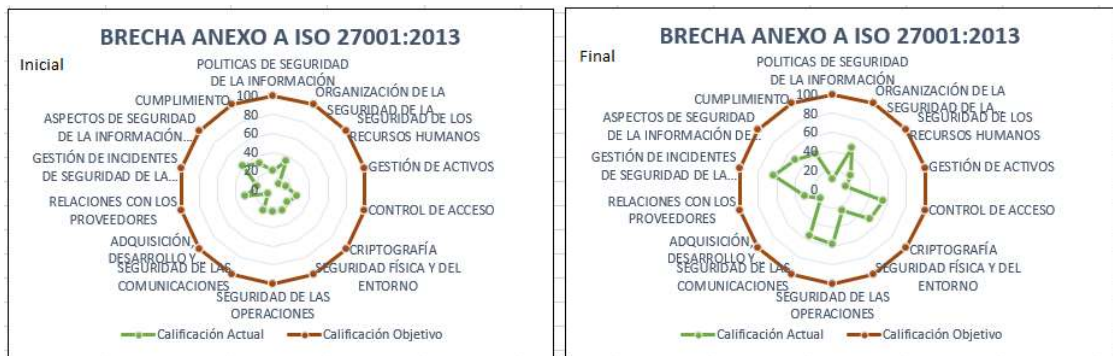 BRECHA ANEXO A ISO 27001:2013
Inicial
POLITICAS DE SEGURIDAD
DE LA INFORMACIÓN
ORGANIZACIÓN DE LA
SEGURIDAD DE LA...
SEGURIDAD DE LOS
RECURSOS HUMANOS
GESTIÓN DE ACTIVOS
CONTROL DE ACCESO
CRIPTOGRAFÍA
SEGURIDAD FÍSICA Y DEL
ENTORNO
SEGURIDAD DE LAS
OPERACIONES
SEGURIDAD DE LAS
COMUNICACIONES
ADQUISICIÓN,
DESARROLLO Y...
RELACIONES CON LOS
PROVEEDORES
GESTIÓN DE INCIDENTES
DE SEGURIDAD DE LA...
ASPECTOS DE SEGURIDAD
DE LA INFORMACIÓN...
CUMPLIMIENTO
100
80
60
40
20
0
Calificación Actual
Calificación Objetivo
BRECHA ANEXO A ISO 27001:2013
Final
POLITICAS DE SEGURIDAD
DE LA INFORMACIÓN
ORGANIZACIÓN DE LA
SEGURIDAD DE LA...
SEGURIDAD DE LOS
RECURSOS HUMANOS
GESTIÓN DE ACTIVOS
CONTROL DE ACCESO
CRIPTOGRAFÍA
SEGURIDAD FÍSICA Y DEL
ENTORNO
SEGURIDAD DE LAS
OPERACIONES
SEGURIDAD DE LAS
COMUNICACIONES
ADQUISICIÓN,
DESARROLLO Y...
RELACIONES CON LOS
PROVEEDORES
GESTIÓN DE INCIDENTES
DE SEGURIDAD DE LA...
ASPECTOS DE SEGURIDAD
DE LA INFORMACIÓN DE...
CUMPLIMIENTO
100
80
60
40
20
0
Calificación Actual
Calificación Objetivo